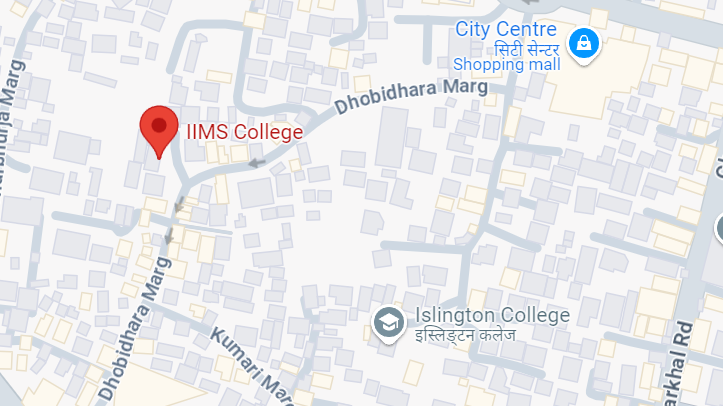 City Centre
सिटी सेन्टर
Shopping mall
Dhobidhara Marg
IIMS College
Dhobidhara Marg
Islington College
इस्लिङ्टन कलेज
Kumari Marg
arkhal Rd